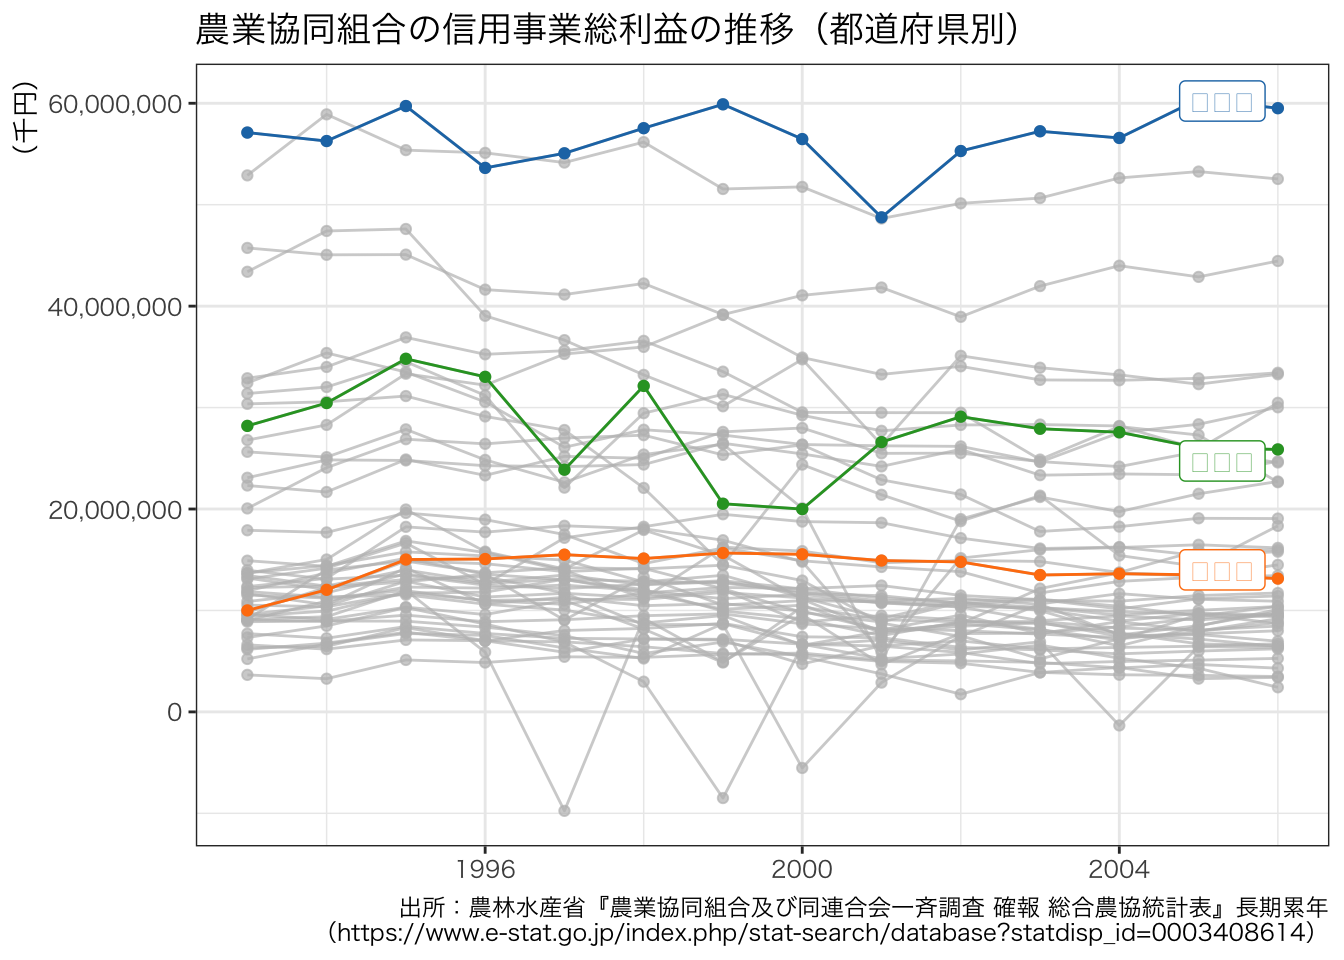 農業協同組合の信用事業総利益の推移（都道府県別）
（千円）
60,000,000
40,000,000
20,000,000
0
1996
2000
2004
出所：農林水産省『農業協同組合及び同連合会一斉調査 確報 総合農協統計表』長期累年
（https://www.e-stat.go.jp/index.php/stat-search/database?statdisp_id=0003408614）